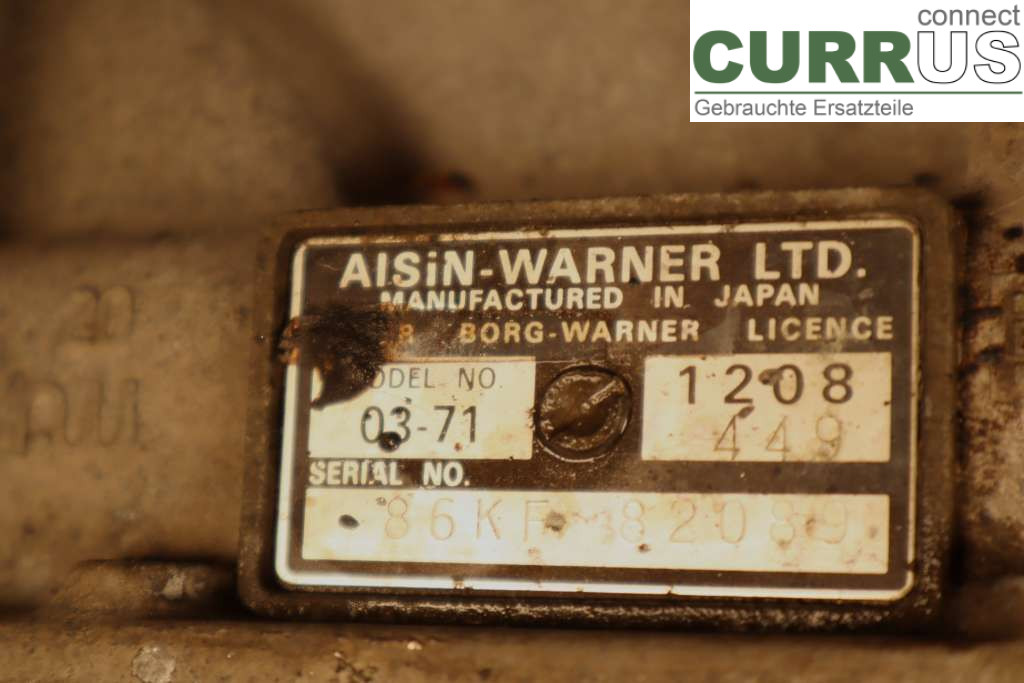 connect
CURRUS
Gebrauchte Ersatzteile
AISiN-WARNER LTD.
MANUFACTURED IN JAPAN
BORG-WARNER LICENCE
MODEL NO.
03-71
1208
449
SERIAL NO.
86KF 82089